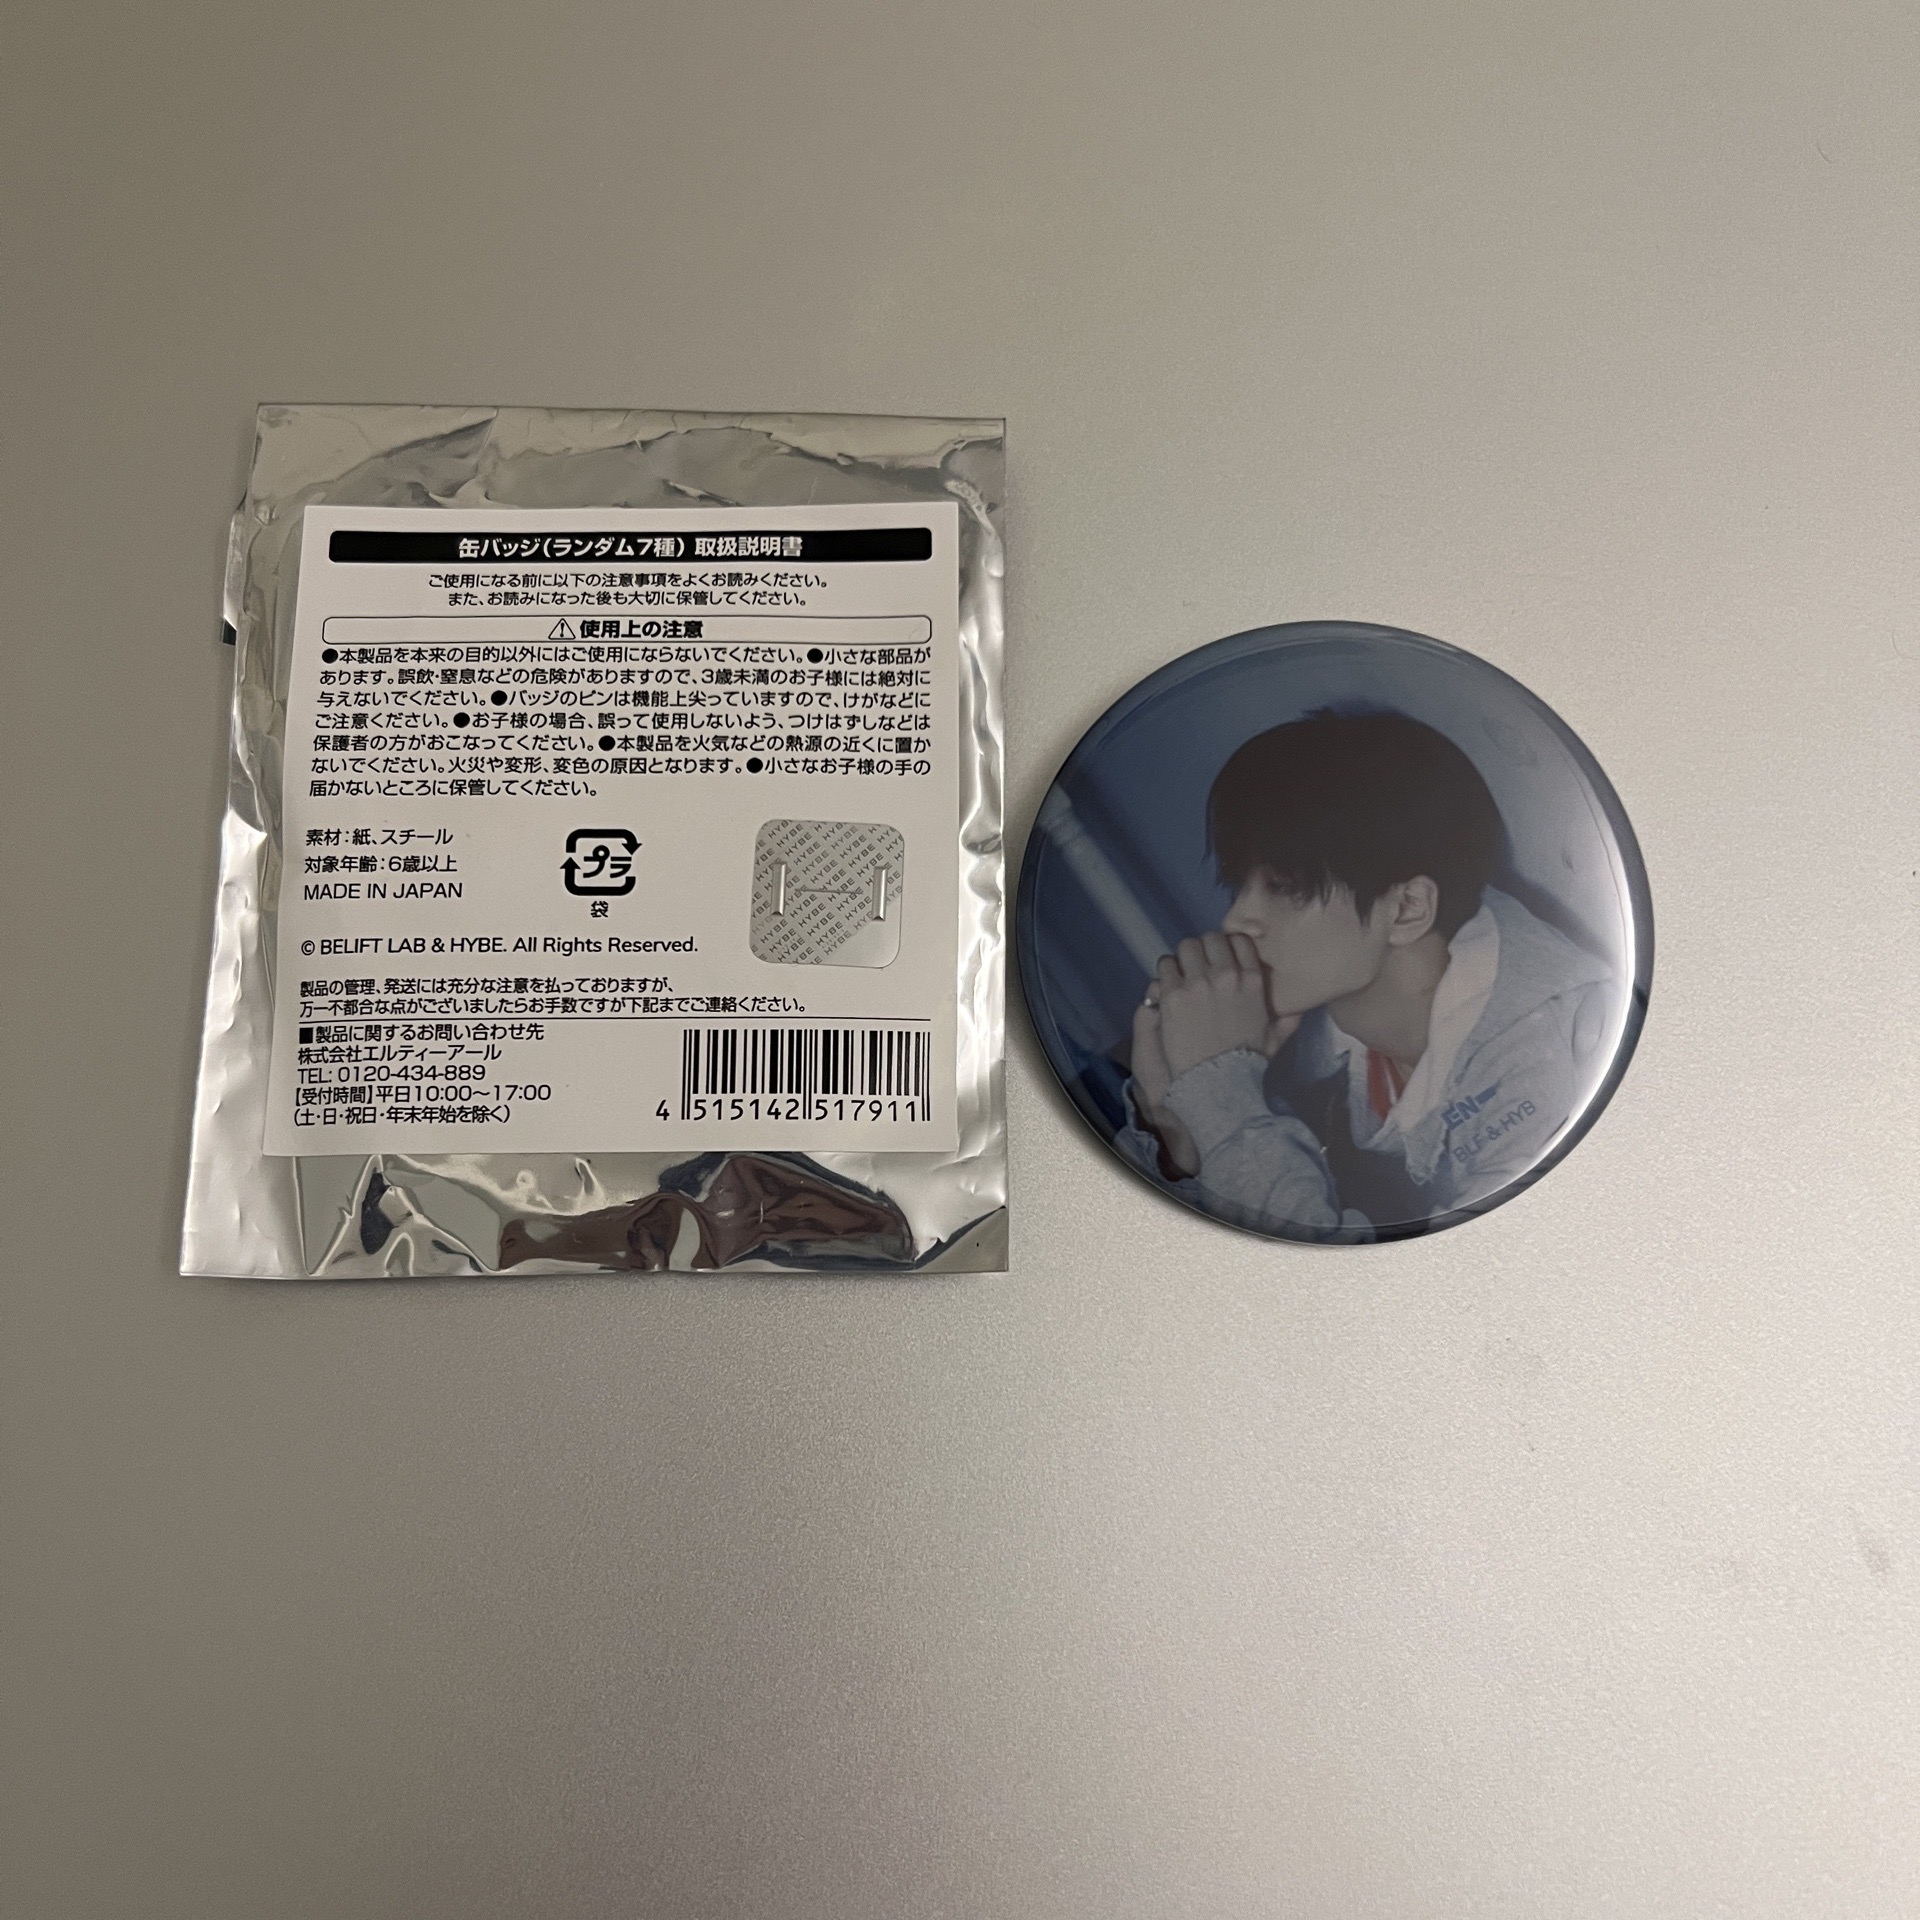 缶バッジ(ランダム7種) 取扱説明書
ご使用になる前に以下の注意事項をよくお読みください。
また、お読みになった後も大切に保管してください。
使用上の注意
●本製品を本来の目的以外にはご使用にならないでください。●小さな部品が
あります。誤飲・窒息などの危険がありますので、3歳未満のお子様には絶対に
与えないでください。●バッジのピンは機能上尖っていますので、けがなどに
ご注意ください。●お子様の場合、誤って使用しないよう、つけはずしなどは
保護者の方がおこなってください。●本製品を火気などの熱源の近くに置か
ないでください。火災や変形、変色の原因となります。●小さなお子様の手の
届かないところに保管してください。
素材:紙、スチール
対象年齢:6歳以上
MADE IN JAPAN
プラ
袋
HYBE HYBE HYBE
© BELIFT LAB & HYBE. All Rights Reserved.
製品の管理、発送には充分な注意を払っておりますが、
万一不都合な点がございましたらお手数ですが下記までご連絡ください。
■製品に関するお問い合わせ先
株式会社エルティーアール
TEL: 0120-434-889
【受付時間】平日10:00〜17:00
(土・日・祝日・年末年始を除く)
4 515142 517911
EN-
BLF & HYB